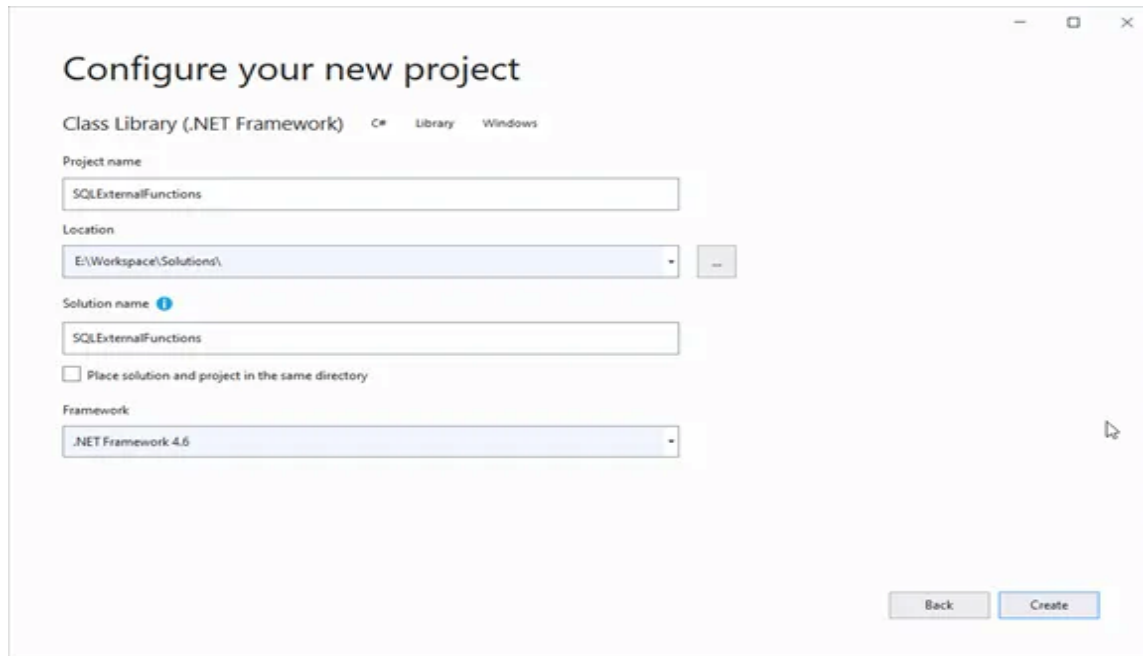 Configure your new project
Class Library (.NET Framework) C# Library Windows
Project name
SQLExternalFunctions
Location
E:\Workspace\Solutions\
...
Solution name
SQLExternalFunctions
Place solution and project in the same directory
Framework
.NET Framework 4.6
Back Create